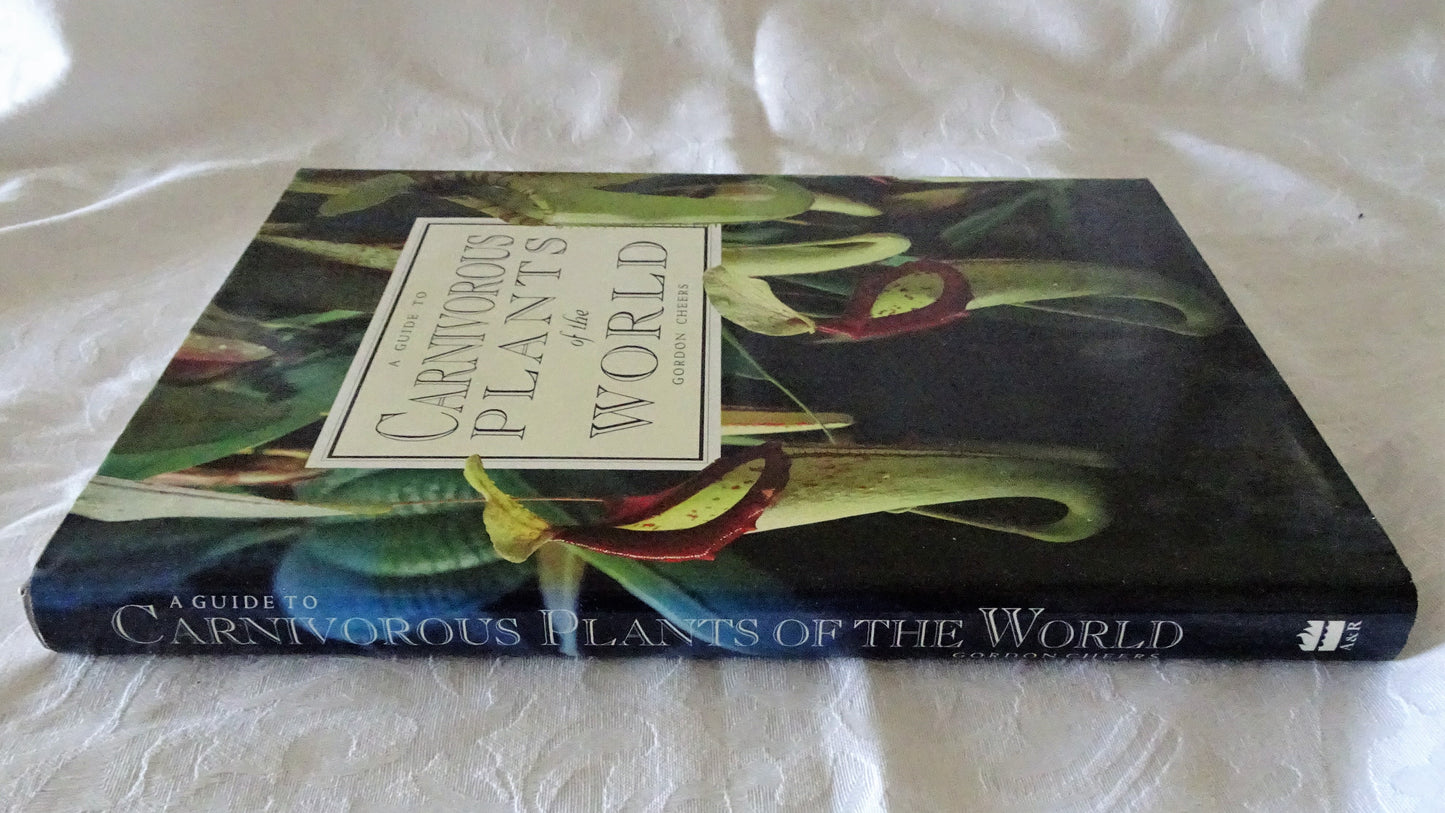 A GUIDE TO
CARNIVOROUS
PLANTS
of the
WORLD
GORDON CHEERS
A GUIDE TO
CARNIVOROUS PLANTS OF THE WORLD
GORDON CHEERS
A&R